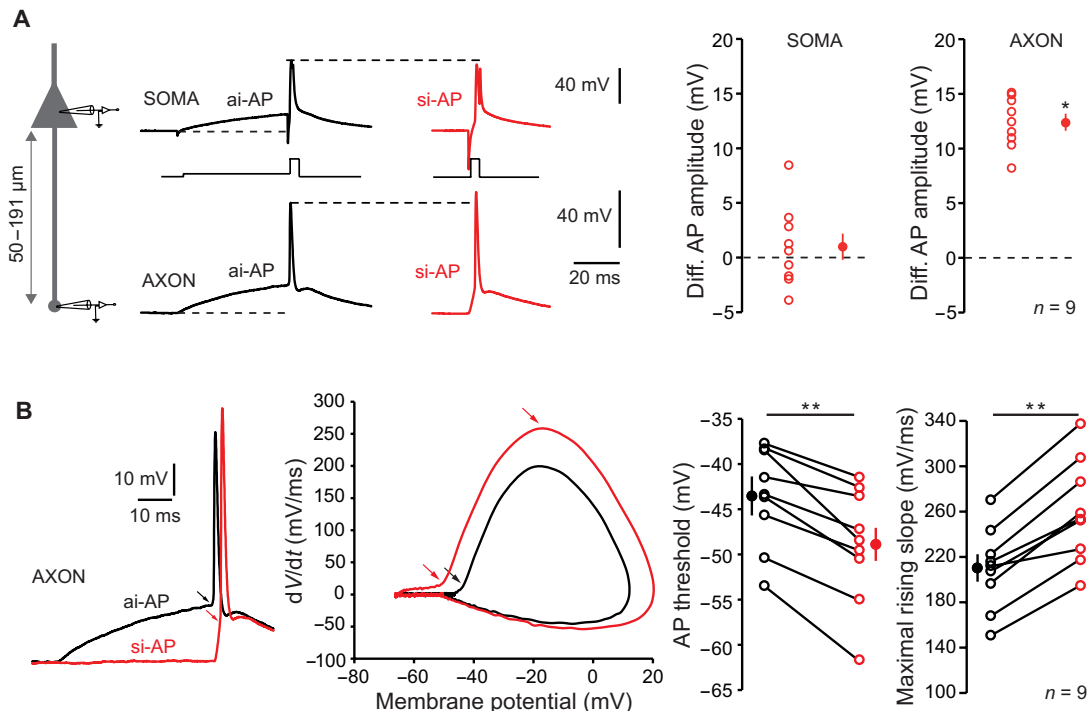 A
50–191 µm
SOMA
ai-AP
si-AP
40 mV
AXON
ai-AP
si-AP
40 mV
20 ms
SOMA
Diff. AP amplitude (mV)
20
15
10
5
0
−5
AXON
Diff. AP amplitude (mV)
20
15
10
5
0
−5
*
n = 9
B
AXON
ai-AP
si-AP
10 mV
10 ms
dV/dt (mV/ms)
300
250
200
150
100
50
0
−50
−100
−80 −60 −40 −20 0 20
Membrane potential (mV)
AP threshold (mV)
−35
−40
−45
−50
−55
−60
−65
**
Maximal rising slope (mV/ms)
340
300
260
220
180
140
100
**
n = 9